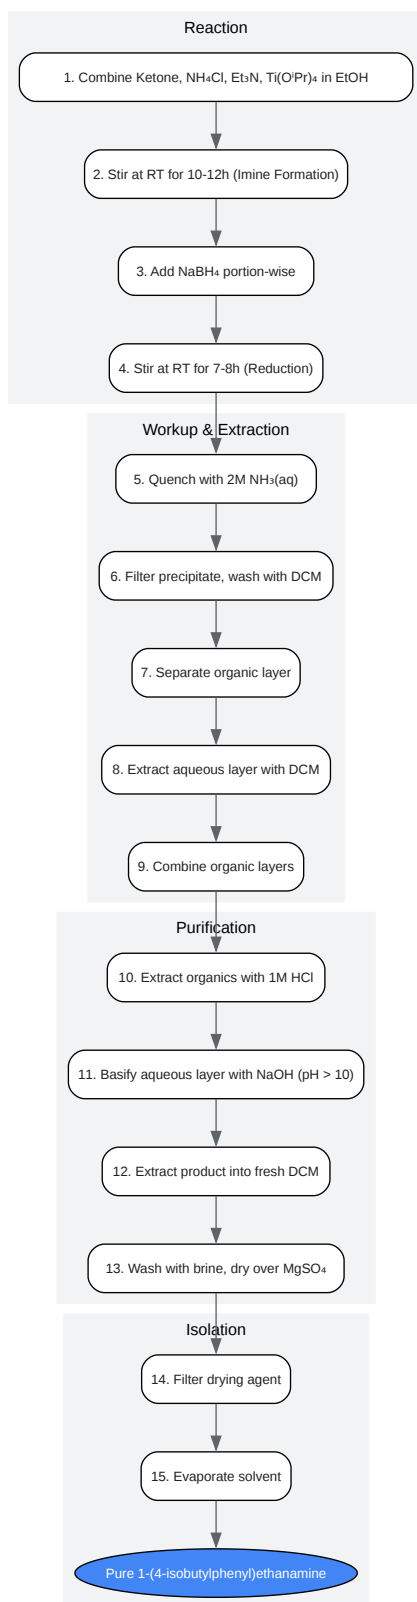 Reaction
1. Combine Ketone, NH₄Cl, Et₃N, Ti(OⁱPr)₄ in EtOH
2. Stir at RT for 10-12h (Imine Formation)
3. Add NaBH₄ portion-wise
4. Stir at RT for 7-8h (Reduction)
Workup & Extraction
5. Quench with 2M NH₃(aq)
6. Filter precipitate, wash with DCM
7. Separate organic layer
8. Extract aqueous layer with DCM
9. Combine organic layers
Purification
10. Extract organics with 1M HCl
11. Basify aqueous layer with NaOH (pH > 10)
12. Extract product into fresh DCM
13. Wash with brine, dry over MgSO₄
Isolation
14. Filter drying agent
15. Evaporate solvent
Pure 1-(4-isobutylphenyl)ethanamine